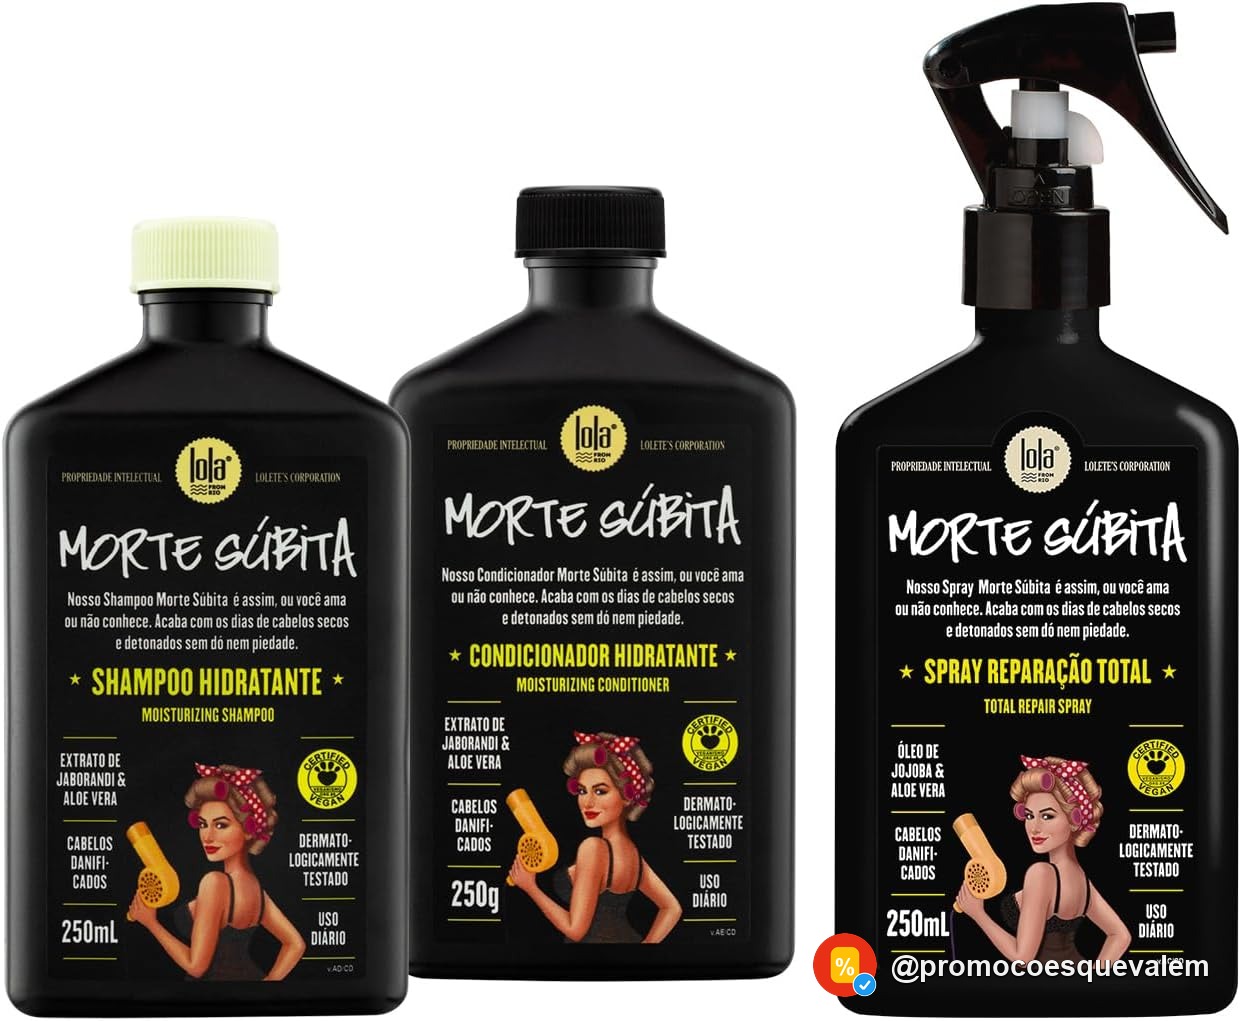 PROPRIEDADE INTELECTUAL
lola
FROM
RIO
LOLETE'S CORPORATION
MORTE SÚBITA
Nosso Shampoo Morte Súbita é assim, ou você ama
ou não conhece. Acaba com os dias de cabelos secos
e detonados sem dó nem piedade.
SHAMPOO HIDRATANTE
MOISTURIZING SHAMPOO
EXTRATO DE
JABORANDI &
ALOE VERA
CERTIFIED
VEGANISMO
VEGAN
CABELOS
DANIFI-
CADOS
DERMATO-
LOGICAMENTE
TESTADO
250mL
USO
DIÁRIO
v.AD/CD
PROPRIEDADE INTELECTUAL
lola
FROM
RIO
LOLETE'S CORPORATION
MORTE SÚBITA
Nosso Condicionador Morte Súbita é assim, ou você ama
ou não conhece. Acaba com os dias de cabelos secos
e detonados sem dó nem piedade.
CONDICIONADOR HIDRATANTE
MOISTURIZING CONDITIONER
EXTRATO DE
JABORANDI &
ALOE VERA
CERTIFIED
VEGANISMO
VEGAN
CABELOS
DANIFI-
CADOS
DERMATO-
LOGICAMENTE
TESTADO
250g
USO
DIÁRIO
v.AE/CD
OPEN
PROPRIEDADE INTELECTUAL
lola
FROM
RIO
LOLETE'S CORPORATION
MORTE SÚBITA
Nosso Spray Morte Súbita é assim, ou você ama
ou não conhece. Acaba com os dias de cabelos secos
e detonados sem dó nem piedade.
SPRAY REPARAÇÃO TOTAL
TOTAL REPAIR SPRAY
ÓLEO DE
JOJOBA &
ALOE VERA
CERTIFIED
VEGANISMO
VEGAN
CABELOS
DANIFI-
CADOS
DERMATO-
LOGICAMENTE
TESTADO
250mL
USO
DIÁRIO
%
@promocoesquevalem